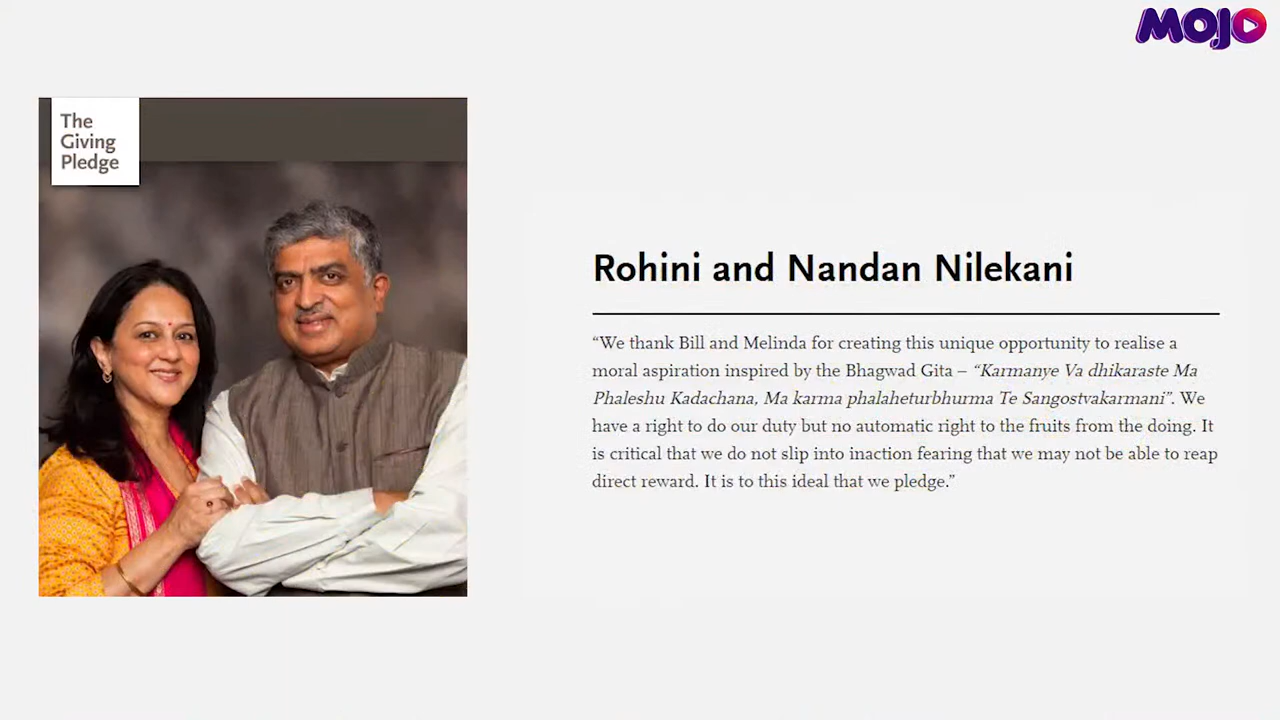 MOJO
The
Giving
Pledge
Rohini and Nandan Nilekani
“We thank Bill and Melinda for creating this unique opportunity to realise a
moral aspiration inspired by the Bhagwad Gita – “Karmanye Va dhikaraste Ma
Phaleshu Kadachana, Ma karma phalaheturbhurma Te Sangostvakarmani”. We
have a right to do our duty but no automatic right to the fruits from the doing. It
is critical that we do not slip into inaction fearing that we may not be able to reap
direct reward. It is to this ideal that we pledge.”